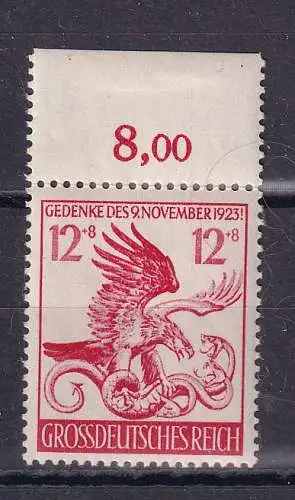 8,00
GEDENKE DES 9. NOVEMBER 1923!
12+8 12+8
GROSSDEUTSCHES REICH